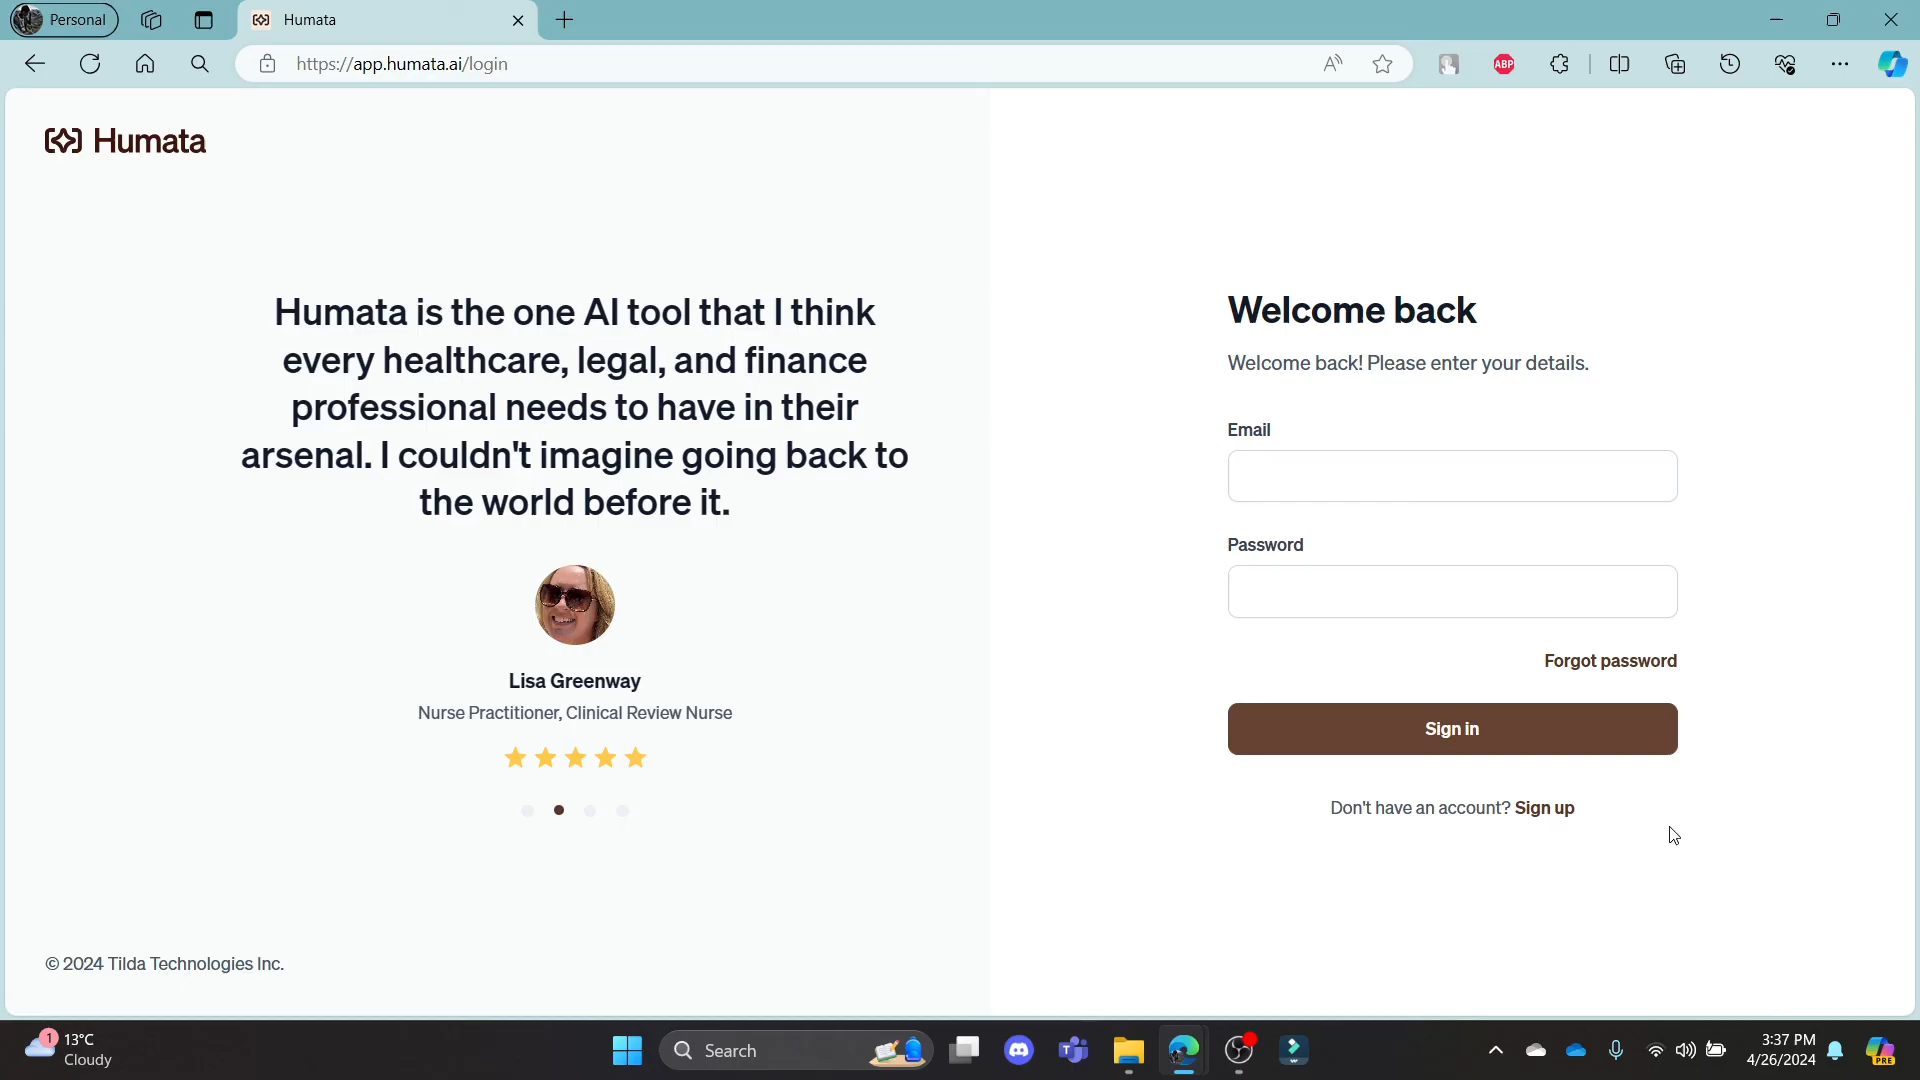 Personal
Humata
https://app.humata.ai/login
A
ABP
Humata
Humata is the one AI tool that I think
every healthcare, legal, and finance
professional needs to have in their
arsenal. I couldn't imagine going back to
the world before it.
Lisa Greenway
Nurse Practitioner, Clinical Review Nurse
© 2024 Tilda Technologies Inc.
Welcome back
Welcome back! Please enter your details.
Email
Password
Forgot password
Sign in
Don't have an account? Sign up
1
13°C
Cloudy
Search
3:37 PM
4/26/2024
PRE